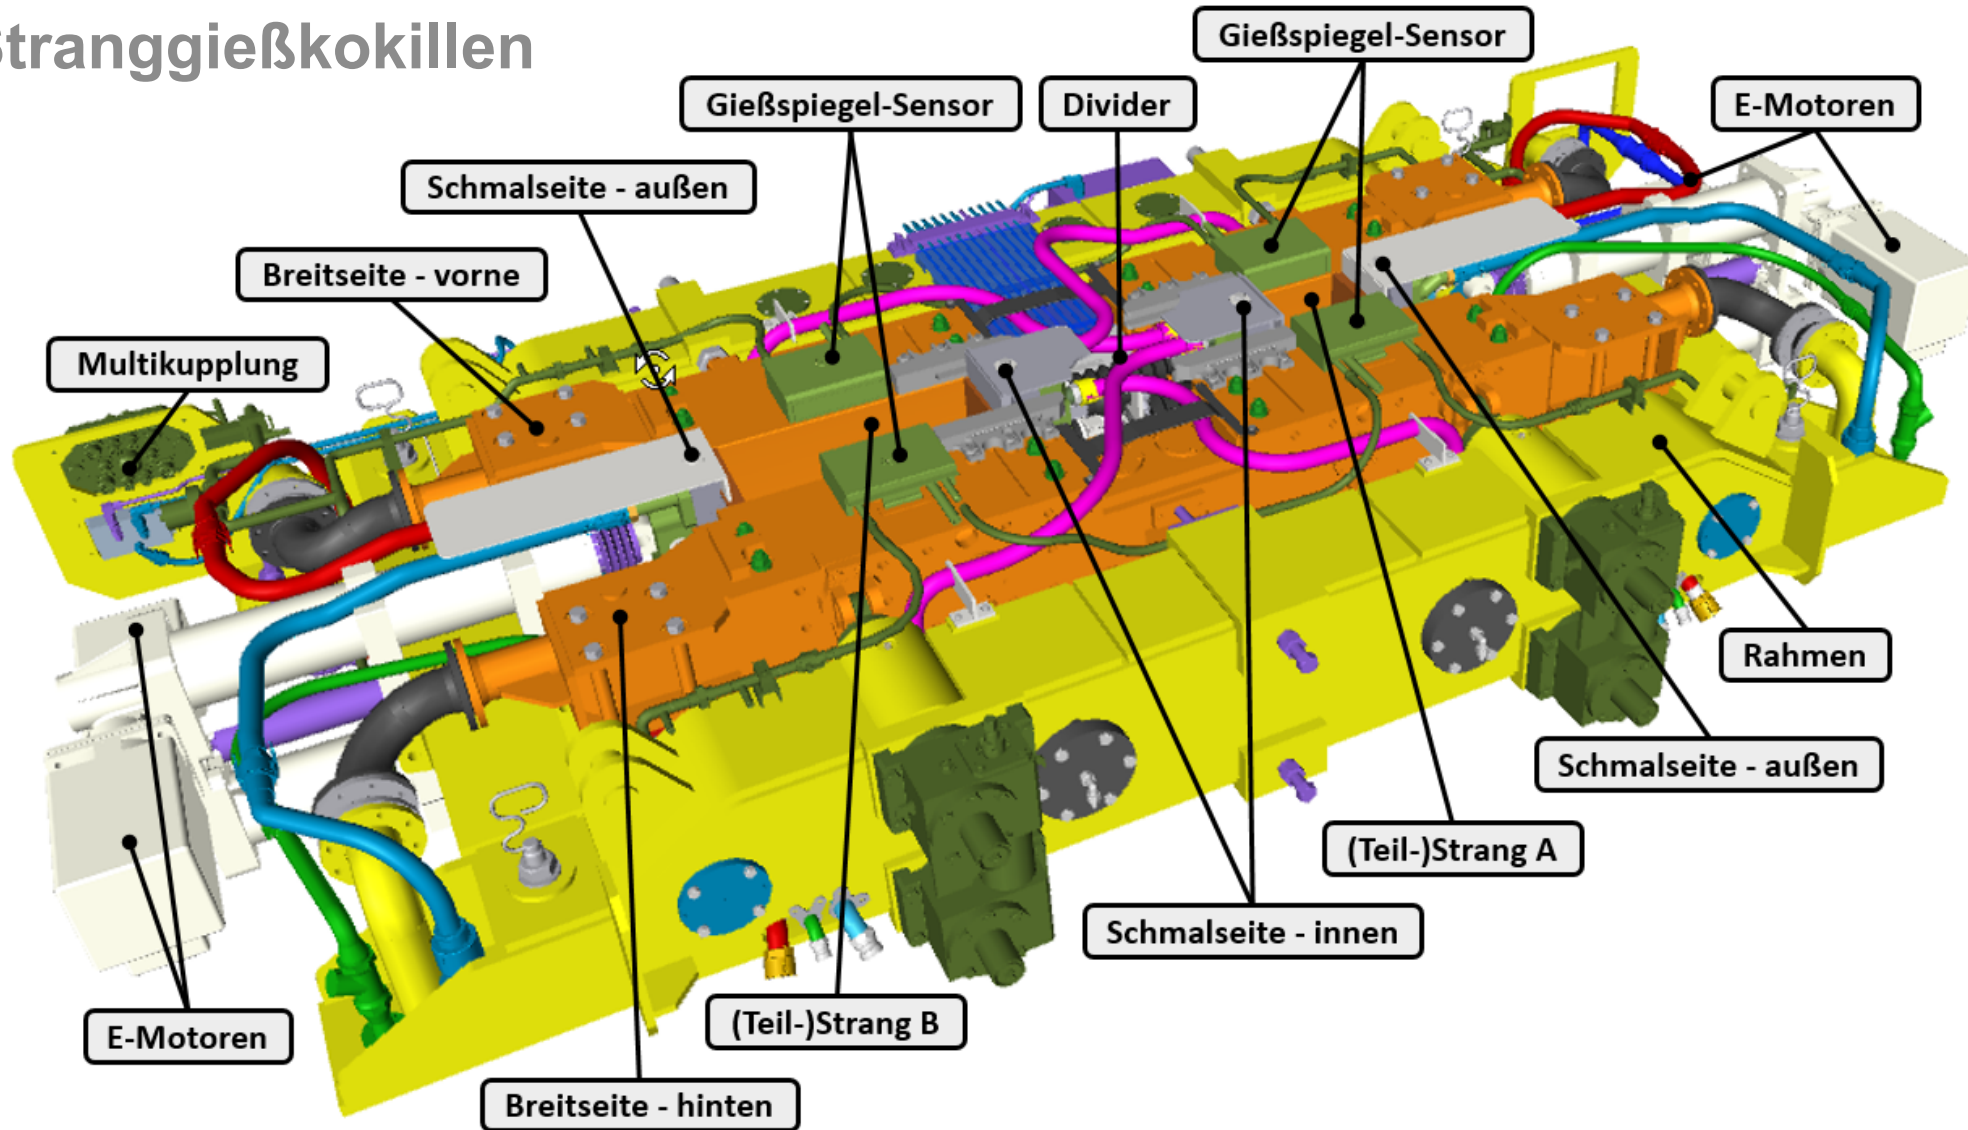 Stranggießkokillen
Gießspiegel-Sensor
Gießspiegel-Sensor
Divider
E-Motoren
Schmalseite - außen
Breitseite - vorne
Multikupplung
Rahmen
Schmalseite - außen
(Teil-)Strang A
Schmalseite - innen
(Teil-)Strang B
E-Motoren
Breitseite - hinten